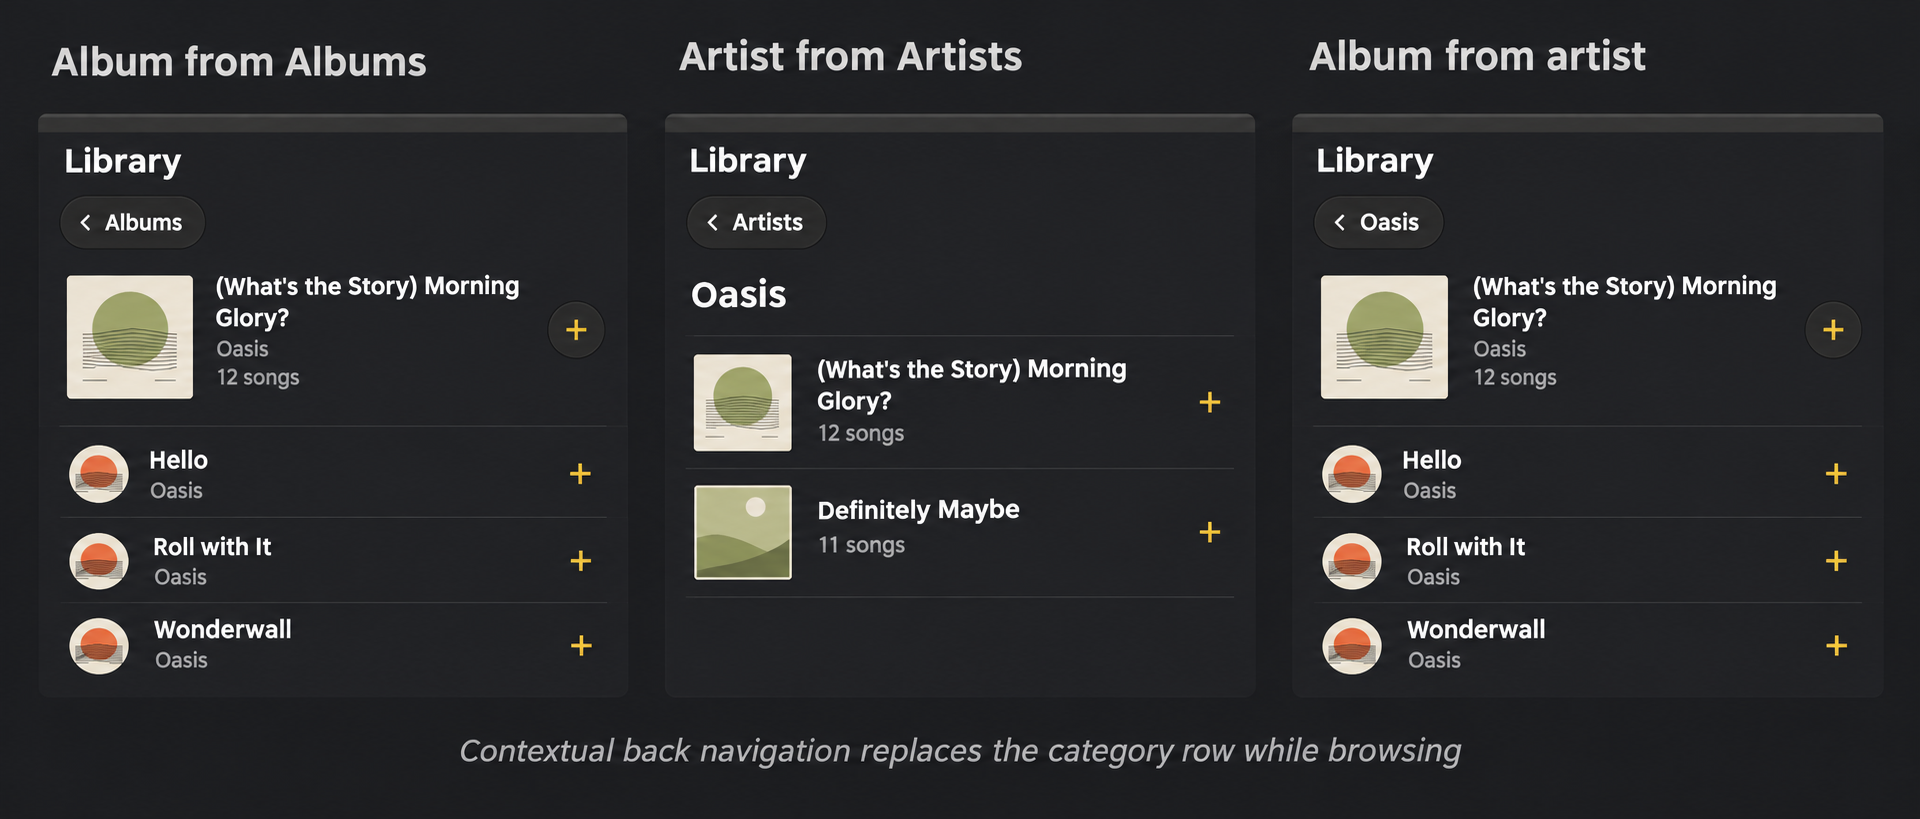 Album from Albums
Library
Albums
(What's the Story) Morning
Glory?
Oasis
12 songs
Hello
Oasis
Roll with It
Oasis
Wonderwall
Oasis
Artist from Artists
Library
Artists
Oasis
(What's the Story) Morning
Glory?
12 songs
Definitely Maybe
11 songs
Album from artist
Library
Oasis
(What's the Story) Morning
Glory?
Oasis
12 songs
Hello
Oasis
Roll with It
Oasis
Wonderwall
Oasis
Contextual back navigation replaces the category row while browsing